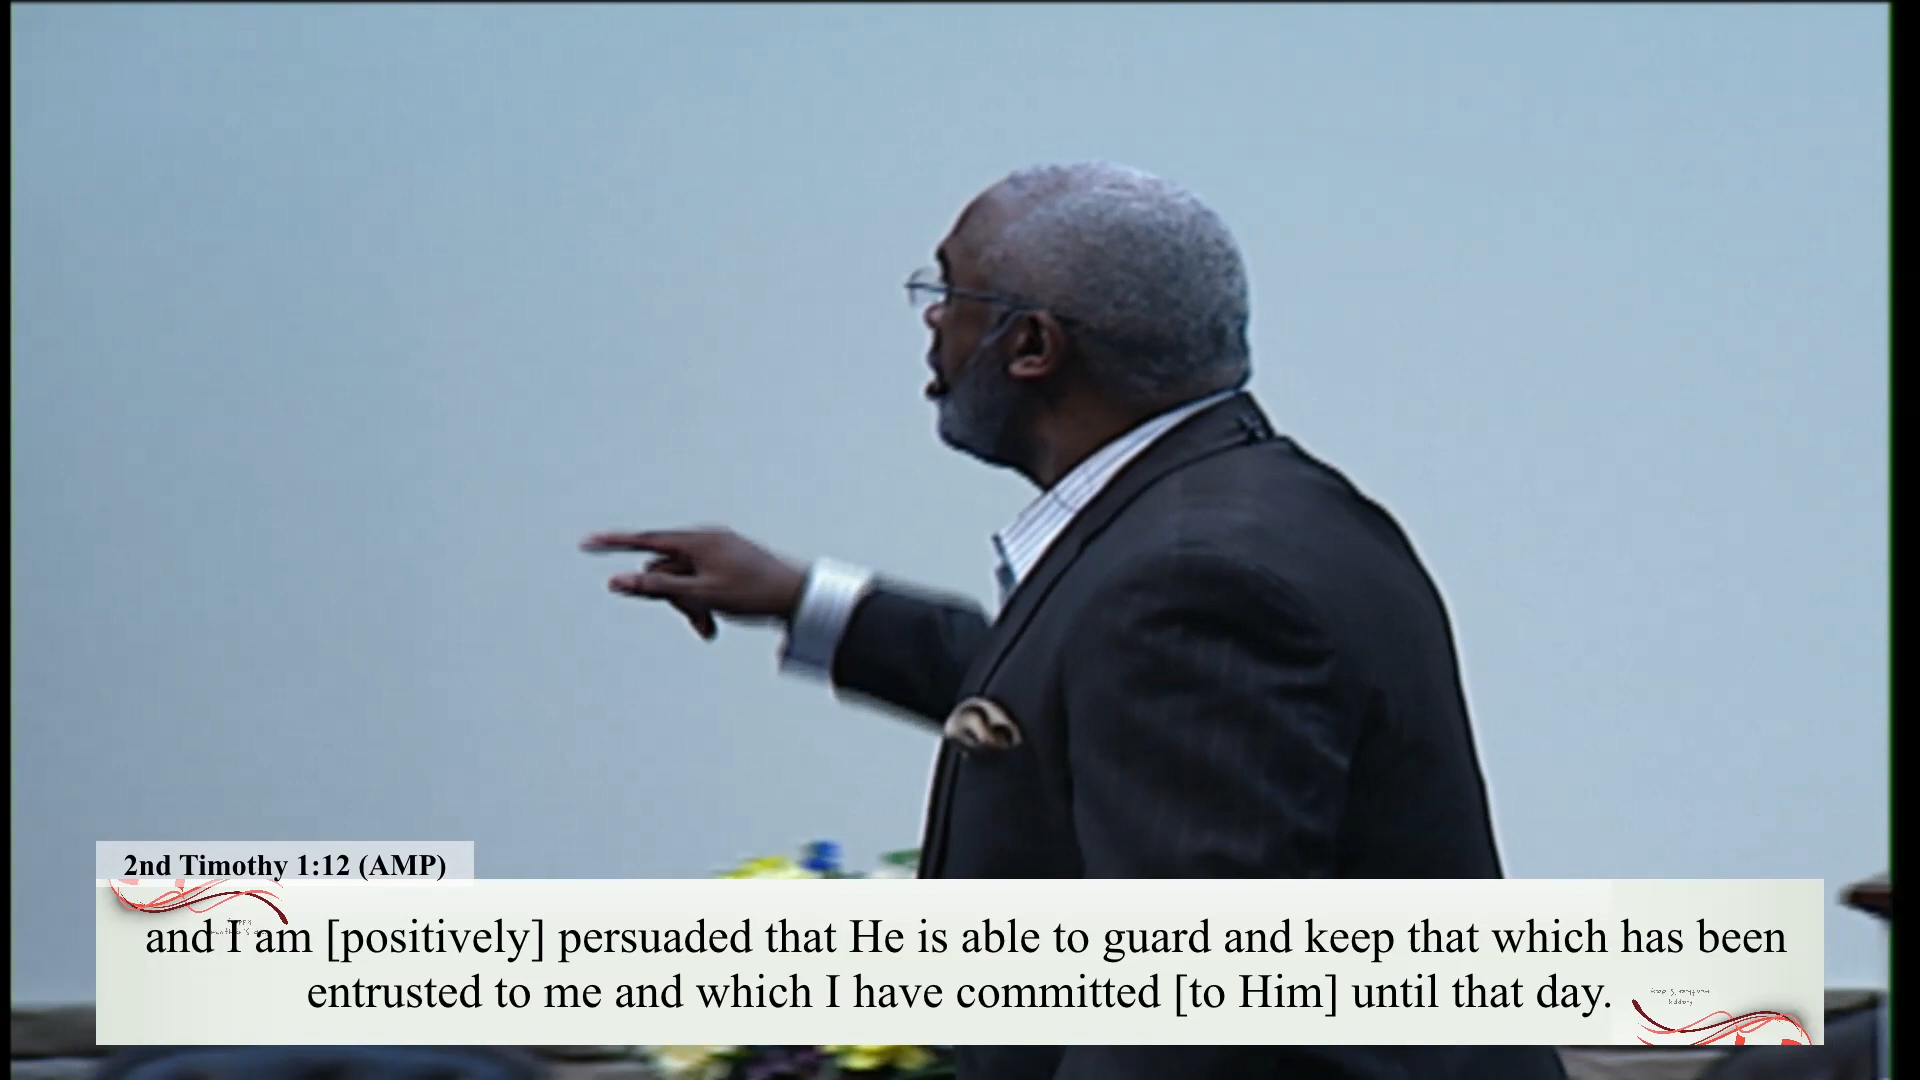 2nd Timothy 1:12 (AMP)
and I am [positively] persuaded that He is able to guard and keep that which has been
entrusted to me and which I have committed [to Him] until that day.